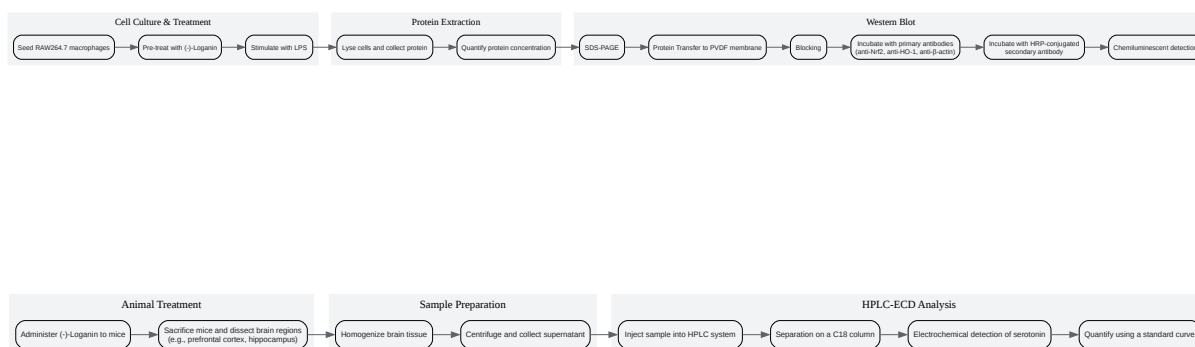 Cell Culture & Treatment
Protein Extraction
Western Blot
Seed RAW264.7 macrophages
Pre-treat with (-)-Loganin
Stimulate with LPS
Lyse cells and collect protein
Quantify protein concentration
SDS-PAGE
Protein Transfer to PVDF membrane
Blocking
Incubate with primary antibodies
(anti-Nrf2, anti-HO-1, anti-β-actin)
Incubate with HRP-conjugated
secondary antibody
Chemiluminescent detection
Animal Treatment
Sample Preparation
HPLC-ECD Analysis
Administer (-)-Loganin to mice
Sacrifice mice and dissect brain regions
(e.g., prefrontal cortex, hippocampus)
Homogenize brain tissue
Centrifuge and collect supernatant
Inject sample into HPLC system
Separation on a C18 column
Electrochemical detection of serotonin
Quantify using a standard curve